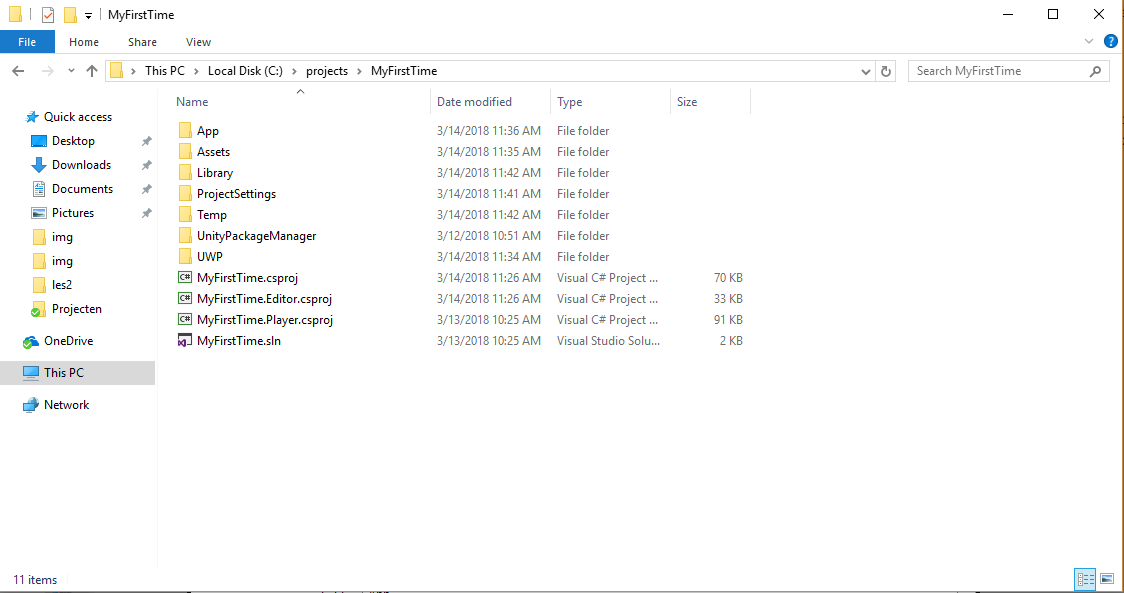 MyFirstTime
File Home Share View
This PC > Local Disk (C:) > projects > MyFirstTime
Search MyFirstTime
Name Date modified Type Size
Quick access
Desktop
Downloads
Documents
Pictures
img
img
les2
Projecten
OneDrive
This PC
Network
App 3/14/2018 11:36 AM File folder
Assets 3/14/2018 11:35 AM File folder
Library 3/14/2018 11:42 AM File folder
ProjectSettings 3/14/2018 11:41 AM File folder
Temp 3/14/2018 11:42 AM File folder
UnityPackageManager 3/12/2018 10:51 AM File folder
UWP 3/14/2018 11:34 AM File folder
MyFirstTime.csproj 3/14/2018 11:26 AM Visual C# Project ... 70 KB
MyFirstTime.Editor.csproj 3/14/2018 11:26 AM Visual C# Project ... 33 KB
MyFirstTime.Player.csproj 3/13/2018 10:25 AM Visual C# Project ... 91 KB
MyFirstTime.sln 3/13/2018 10:25 AM Visual Studio Solu... 2 KB
11 items